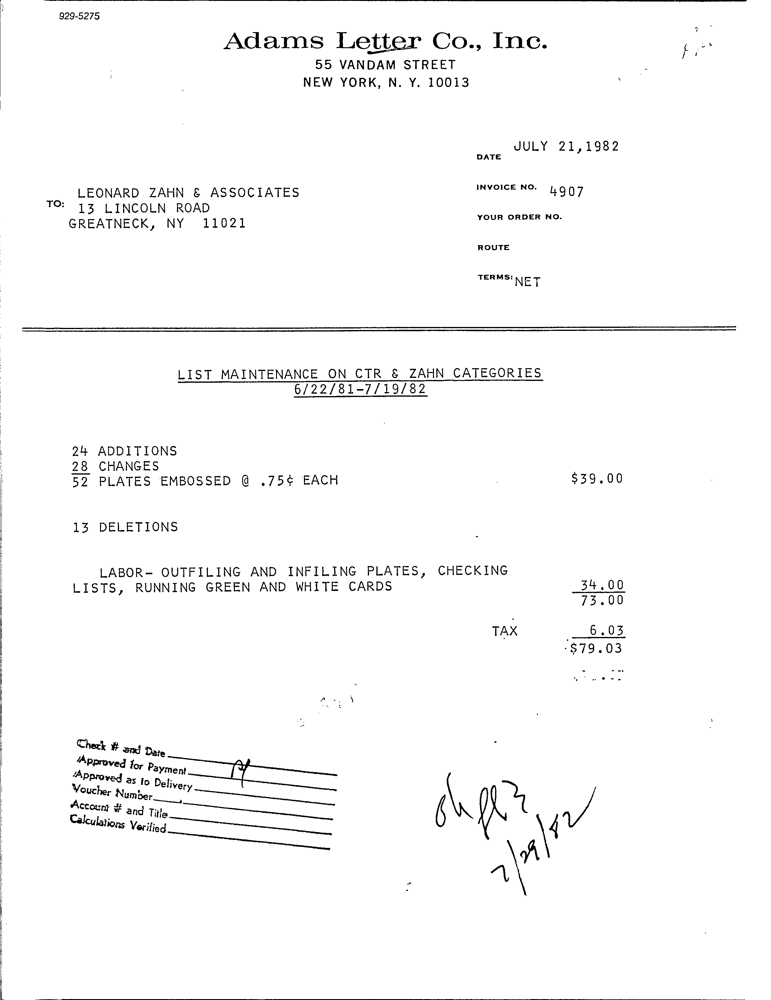 929-5275
Adams Letter Co., Inc.
55 VANDAM STREET
NEW YORK, N. Y. 10013
DATE JULY 21,1982
TO: LEONARD ZAHN & ASSOCIATES
13 LINCOLN ROAD
GREATNECK, NY 11021
INVOICE NO. 4907
YOUR ORDER NO.
ROUTE
TERMS: NET
LIST MAINTENANCE ON CTR & ZAHN CATEGORIES
6/22/81-7/19/82
24 ADDITIONS
28 CHANGES
52 PLATES EMBOSSED @ .75¢ EACH $39.00
13 DELETIONS
LABOR- OUTFILING AND INFILING PLATES, CHECKING
LISTS, RUNNING GREEN AND WHITE CARDS 34.00
73.00
TAX 6.03
$79.03
Check # and Date
Approved for Payment
Approved as to Delivery
Voucher Number
Account # and Title
Calculations Verified
ok
7/29/82